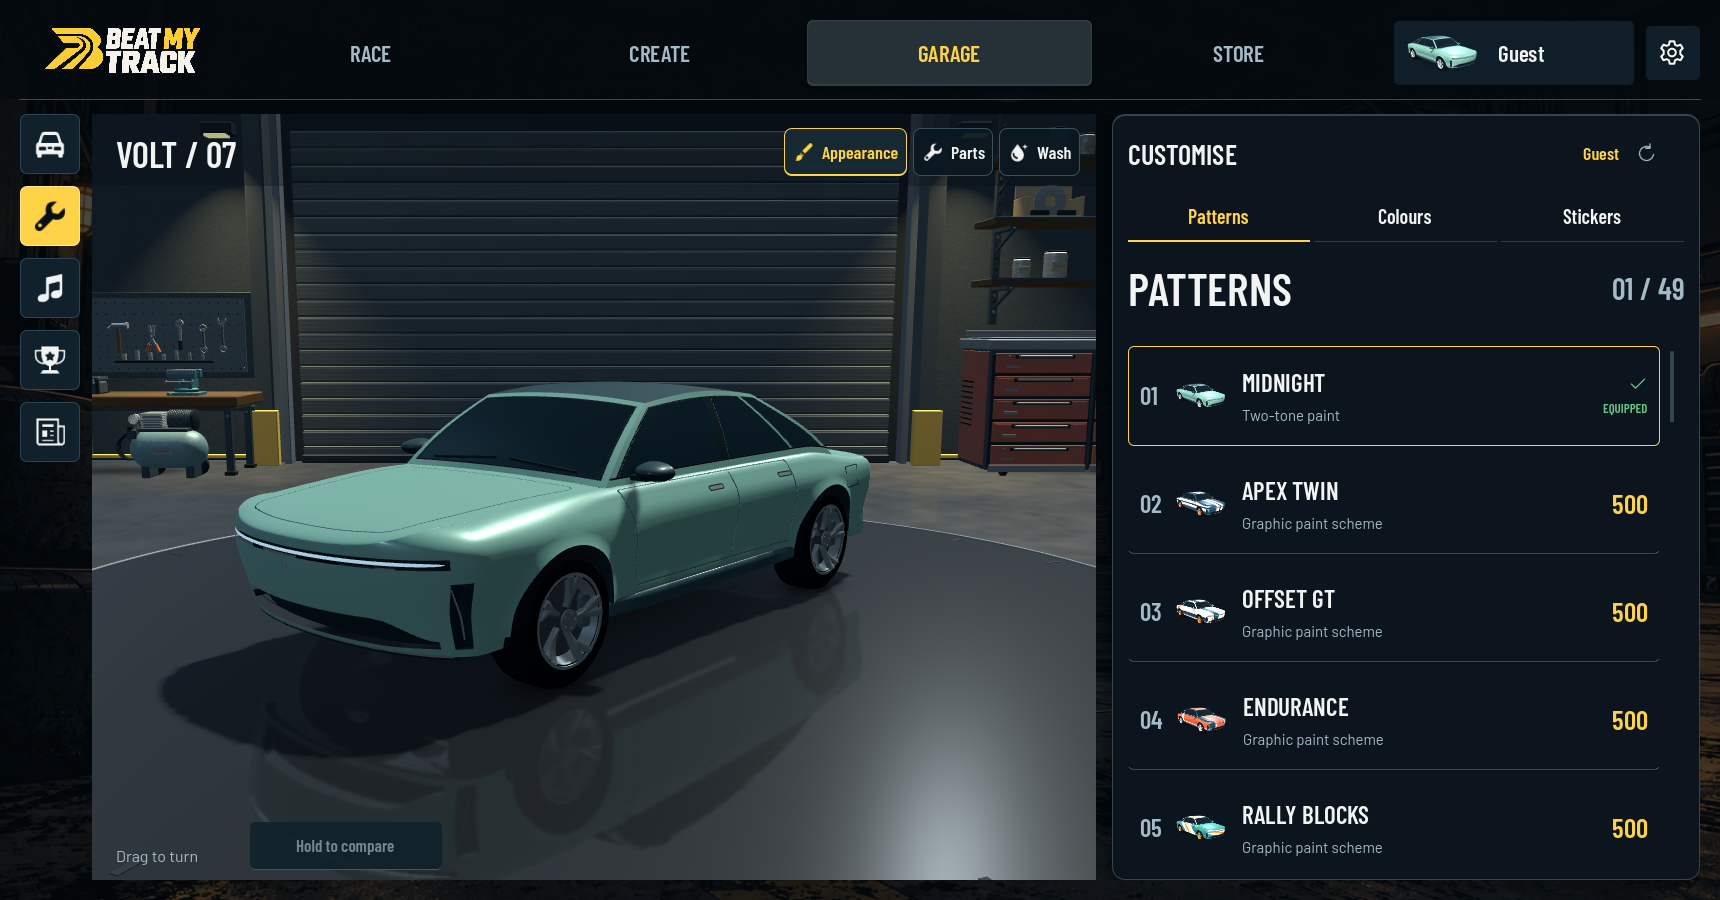 BEAT MY
TRACK
RACE
CREATE
GARAGE
STORE
Guest
VOLT / 07
Appearance
Parts
Wash
Drag to turn
Hold to compare
CUSTOMISE
Guest
Patterns
Colours
Stickers
PATTERNS
01 / 49
01
MIDNIGHT
Two-tone paint
EQUIPPED
02
APEX TWIN
Graphic paint scheme
500
03
OFFSET GT
Graphic paint scheme
500
04
ENDURANCE
Graphic paint scheme
500
05
RALLY BLOCKS
Graphic paint scheme
500